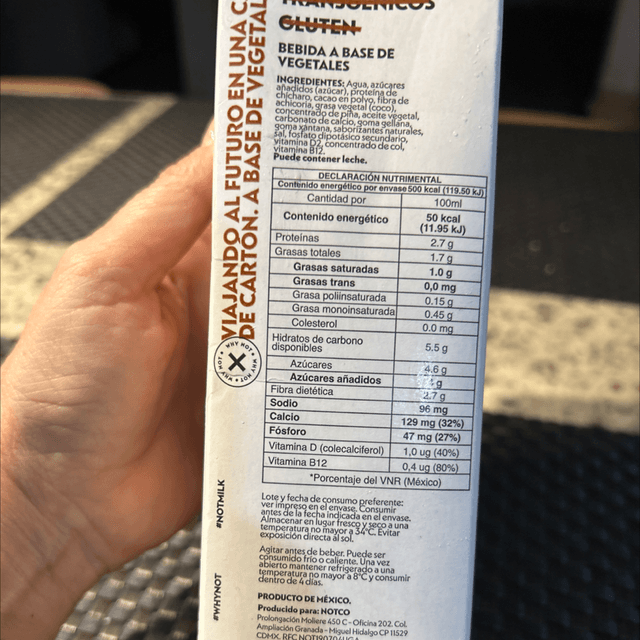 TRANSGÉNICOS
GLUTEN
BEBIDA A BASE DE
VEGETALES
INGREDIENTES: Agua, azúcares
añadidos (azúcar), proteína de
chícharo, cacao en polvo, fibra de
achicoria, grasa vegetal (coco),
concentrado de piña, aceite vegetal,
carbonato de calcio, goma gellana,
goma xántana, saborizantes naturales,
sal, fosfato dipotásico secundario,
vitamina D2, concentrado de col,
vitamina B12.
Puede contener leche.
DECLARACIÓN NUTRIMENTAL
Contenido energético por envase 500 kcal (119.50 kJ)
Cantidad por 100ml
Contenido energético 50 kcal
(11.95 kJ)
Proteínas 2.7 g
Grasas totales 1.7 g
Grasas saturadas 1.0 g
Grasas trans 0,0 mg
Grasa poliinsaturada 0.15 g
Grasa monoinsaturada 0.45 g
Colesterol 0.0 mg
Hidratos de carbono
disponibles 5.5 g
Azúcares 4.6 g
Azúcares añadidos g
Fibra dietética 2.7 g
Sodio 96 mg
Calcio 129 mg (32%)
Fósforo 47 mg (27%)
Vitamina D (colecalciferol) 1,0 ug (40%)
Vitamina B12 0,4 ug (80%)
*Porcentaje del VNR (México)
Lote y fecha de consumo preferente:
ver impreso en el envase. Consumir
antes de la fecha indicada en el envase.
Almacenar en lugar fresco y seco a una
temperatura no mayor a 34°C. Evitar
exposición directa al sol.
Agitar antes de beber. Puede ser
consumido frío o caliente. Una vez
abierto mantener refrigerado a una
temperatura no mayor a 8°C y consumir
dentro de 4 días.
PRODUCTO DE MÉXICO.
Producido para: NOTCO
Prolongación Moliere 450 C - Oficina 202. Col.
Ampliación Granada - Miguel Hidalgo CP 11529
CDMX. RFC
VIAJANDO AL FUTURO EN UNA C
DE CARTÓN. A BASE DE VEGETAL
WHY NOT
WHY NOT
WHY NOT
#NOTMILK
#WHYNOT